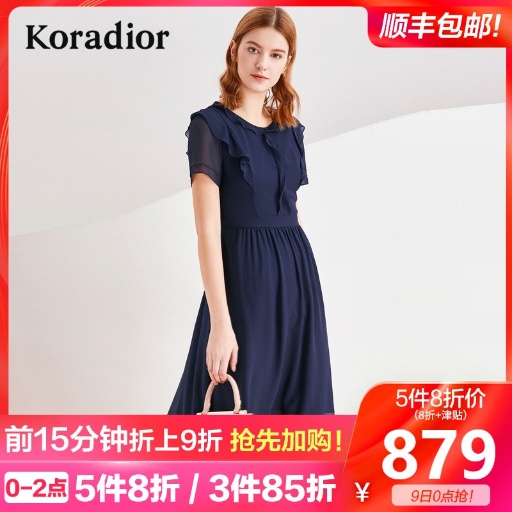 Koradior
顺丰包邮!
5件8折价
(8折+津贴)
前15分钟折上9折 抢先加购!
¥ 879
0-2点 5件8折 / 3件85折
9日0点抢!